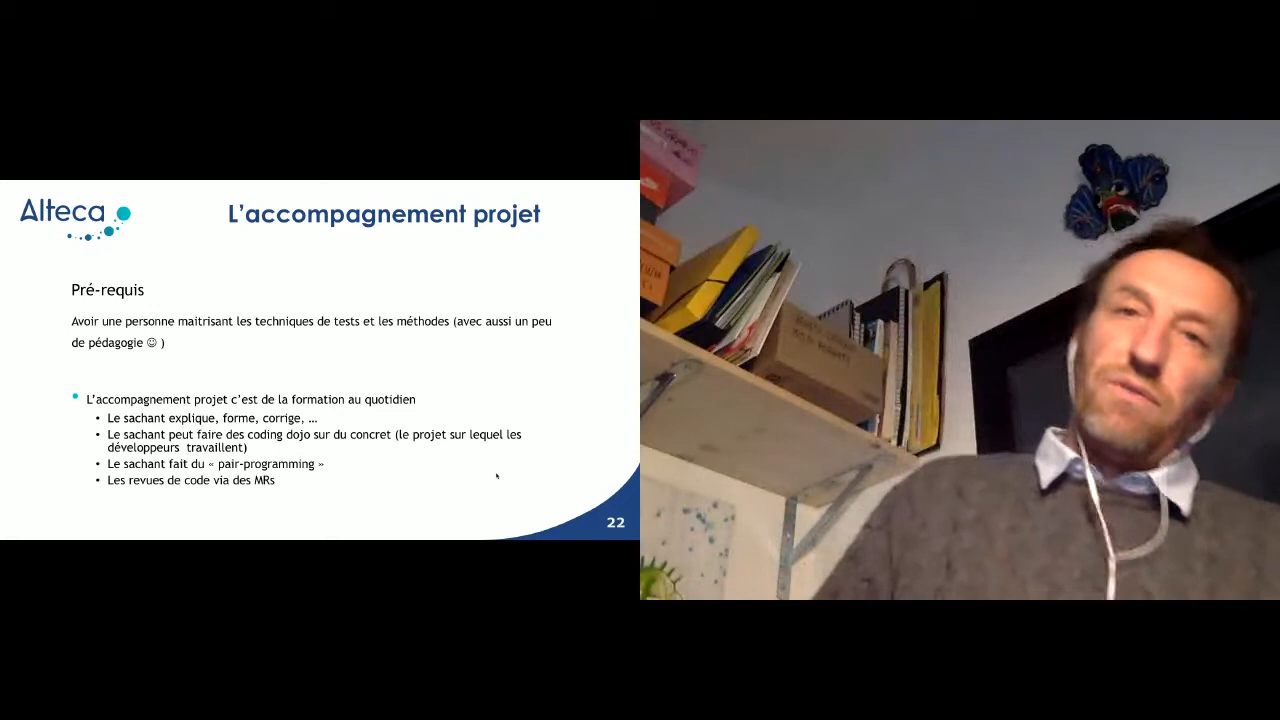 Alteca
L’accompagnement projet
Pré-requis
Avoir une personne maitrisant les techniques de tests et les méthodes (avec aussi un peu
de pédagogie ☺ )
• L’accompagnement projet c’est de la formation au quotidien
• Le sachant explique, forme, corrige, …
• Le sachant peut faire des coding dojo sur du concret (le projet sur lequel les
développeurs travaillent)
• Le sachant fait du « pair-programming »
• Les revues de code via des MRs
22